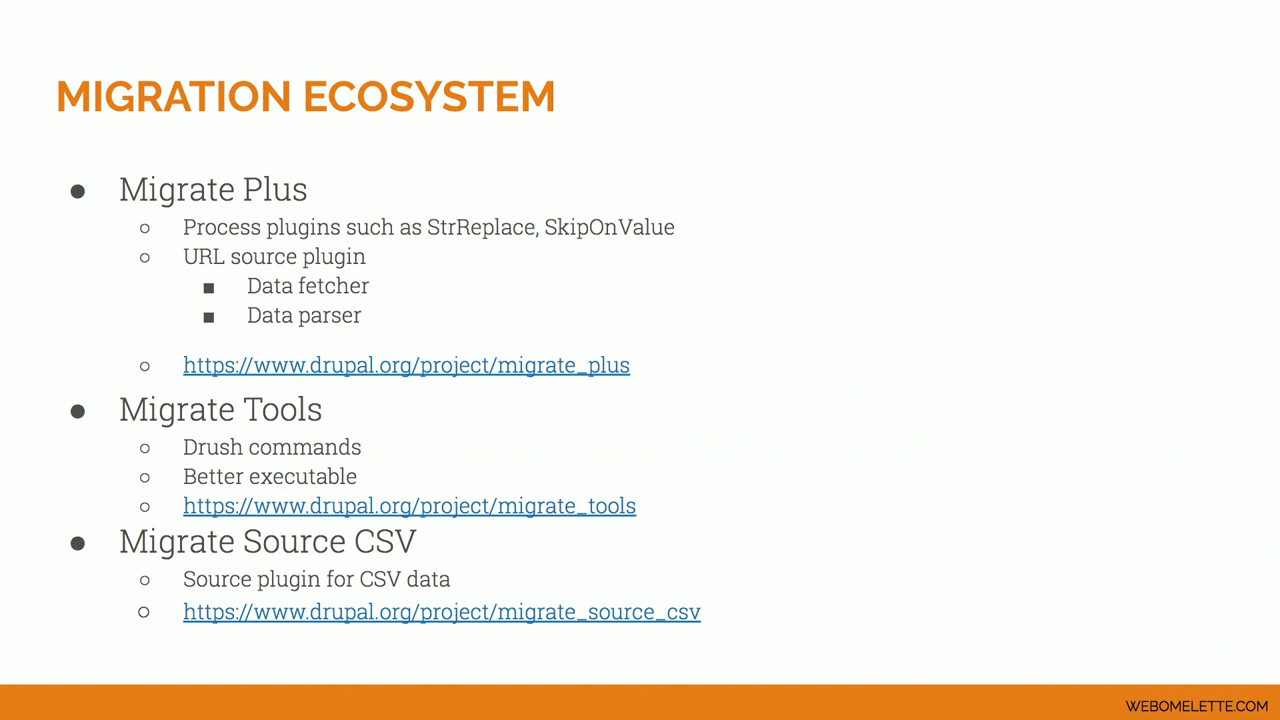 MIGRATION ECOSYSTEM
● Migrate Plus
○ Process plugins such as StrReplace, SkipOnValue
○ URL source plugin
■ Data fetcher
■ Data parser
○ https://www.drupal.org/project/migrate_plus
● Migrate Tools
○ Drush commands
○ Better executable
○ https://www.drupal.org/project/migrate_tools
● Migrate Source CSV
○ Source plugin for CSV data
○ https://www.drupal.org/project/migrate_source_csv
WEBOMELETTE.COM